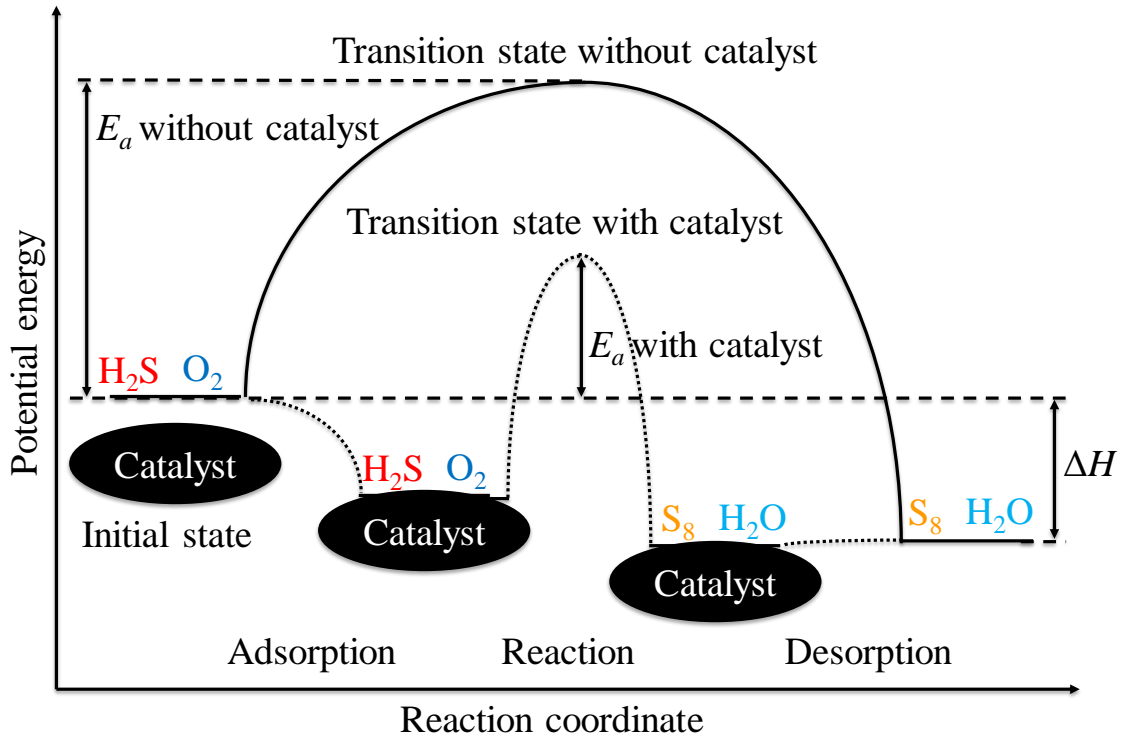 Transition state without catalyst
Eₐ without catalyst
Transition state with catalyst
Eₐ with catalyst
H₂S O₂
Catalyst
Initial state
H₂S O₂
Catalyst
S₈ H₂O
Catalyst
S₈ H₂O
ΔH
Adsorption Reaction Desorption
Reaction coordinate
Potential energy